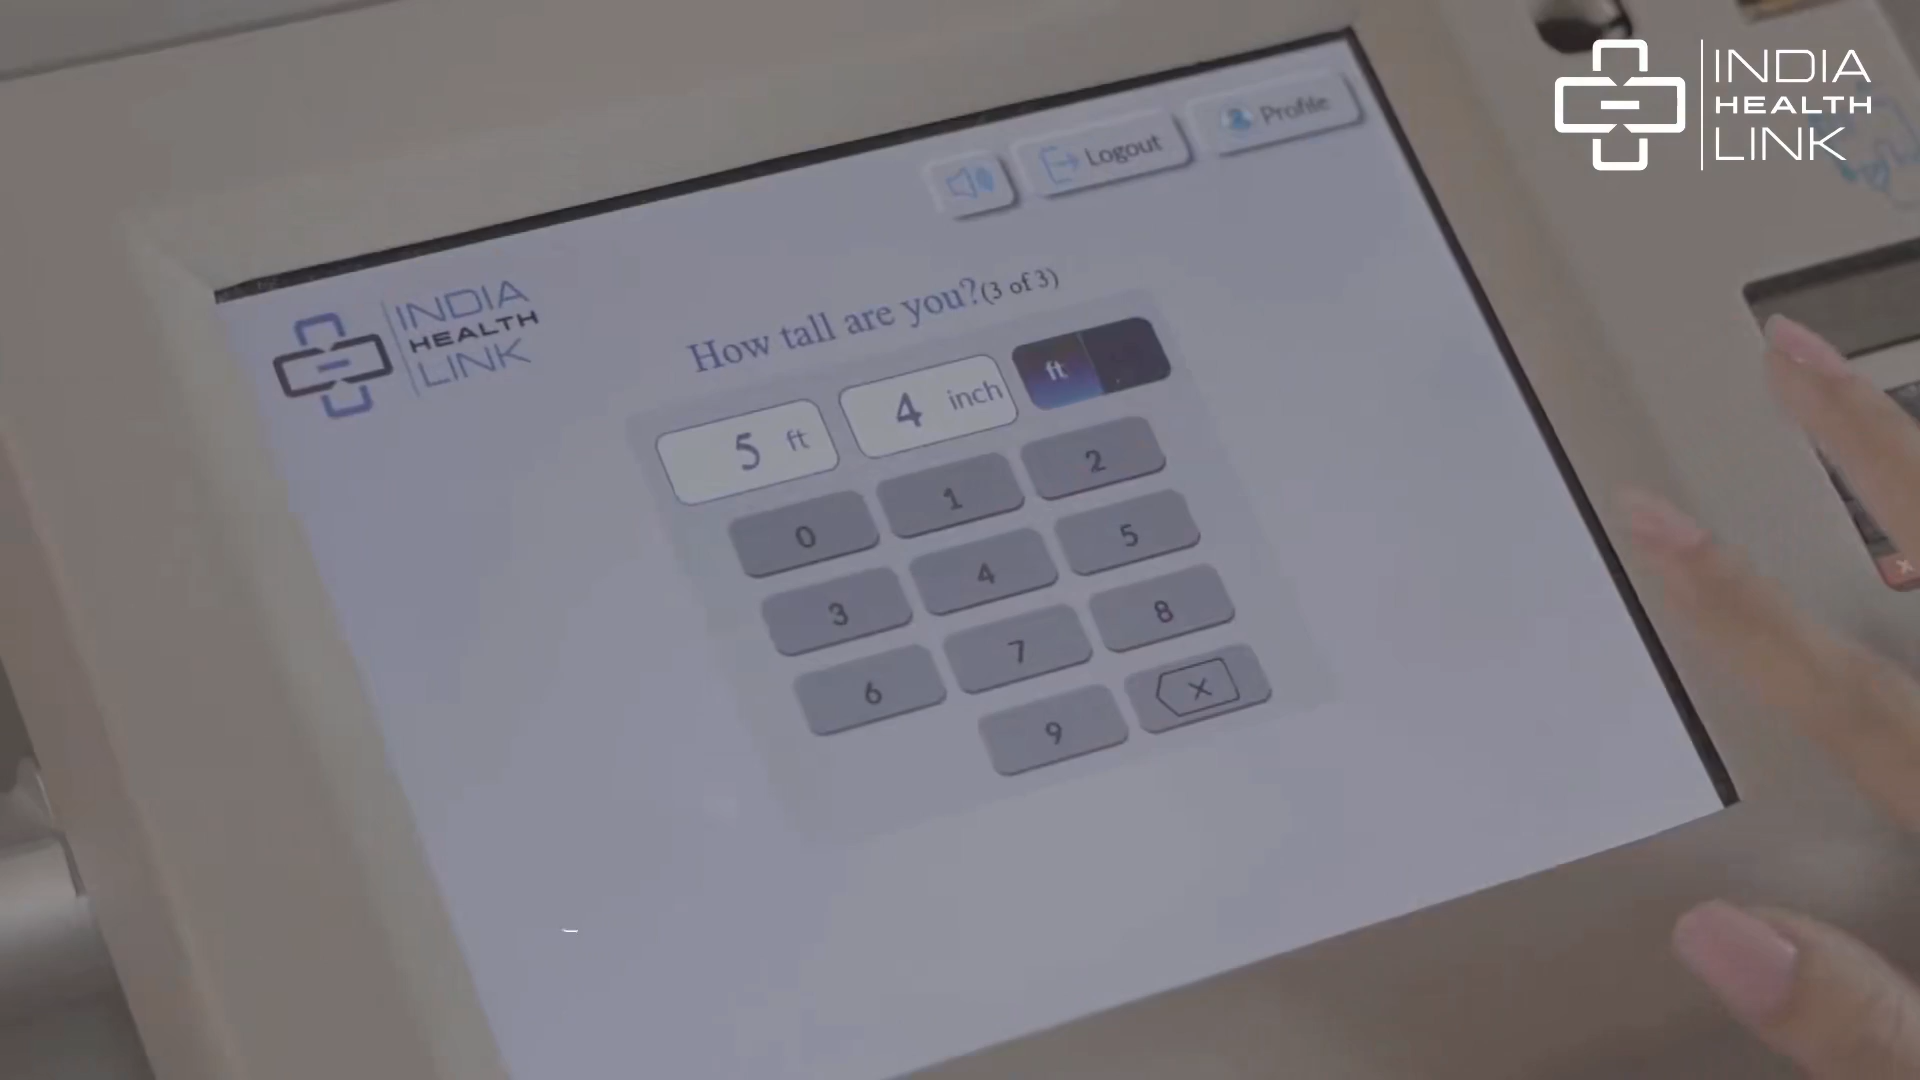 INDIA
HEALTH
LINK
Logout
Profile
INDIA
HEALTH
LINK
How tall are you?(3 of 3)
5 ft
4 inch
ft
0
1
2
3
4
5
6
7
8
9